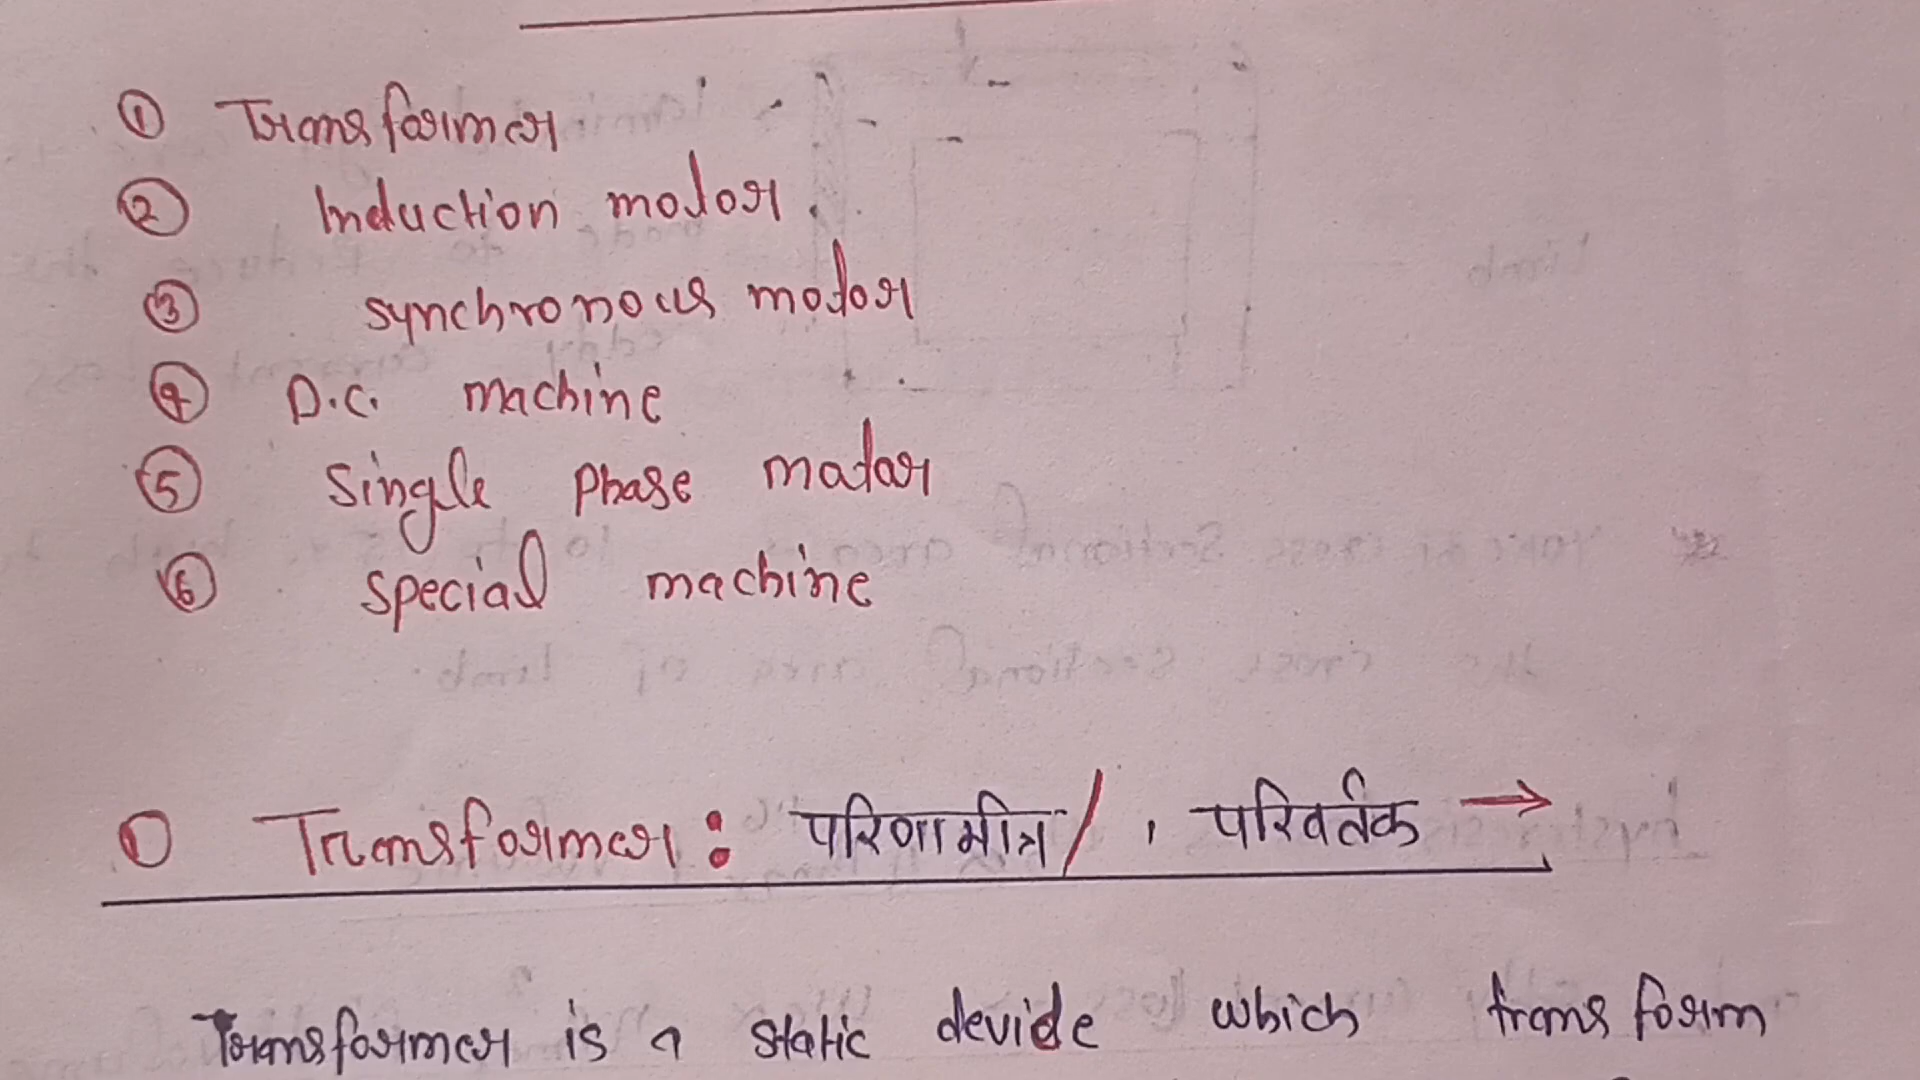 ① Transformer
② Induction motor
③ synchronous motor
④ D.C. machine
⑤ single phase motor
⑥ special machine
① Transformer : परिणामीत्र / , परिवर्तक →
Transformer is a static devide which transform